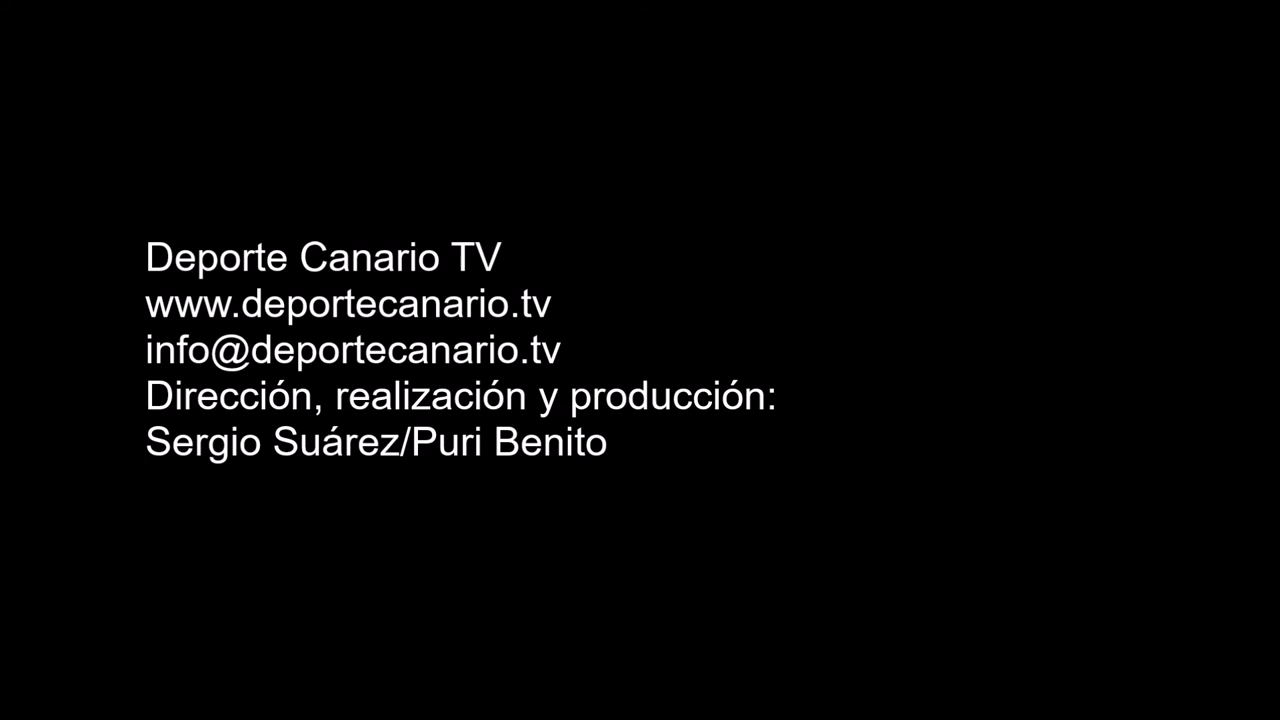 Deporte Canario TV
www.deportecanario.tv
info@deportecanario.tv
Dirección, realización y producción:
Sergio Suárez/Puri Benito